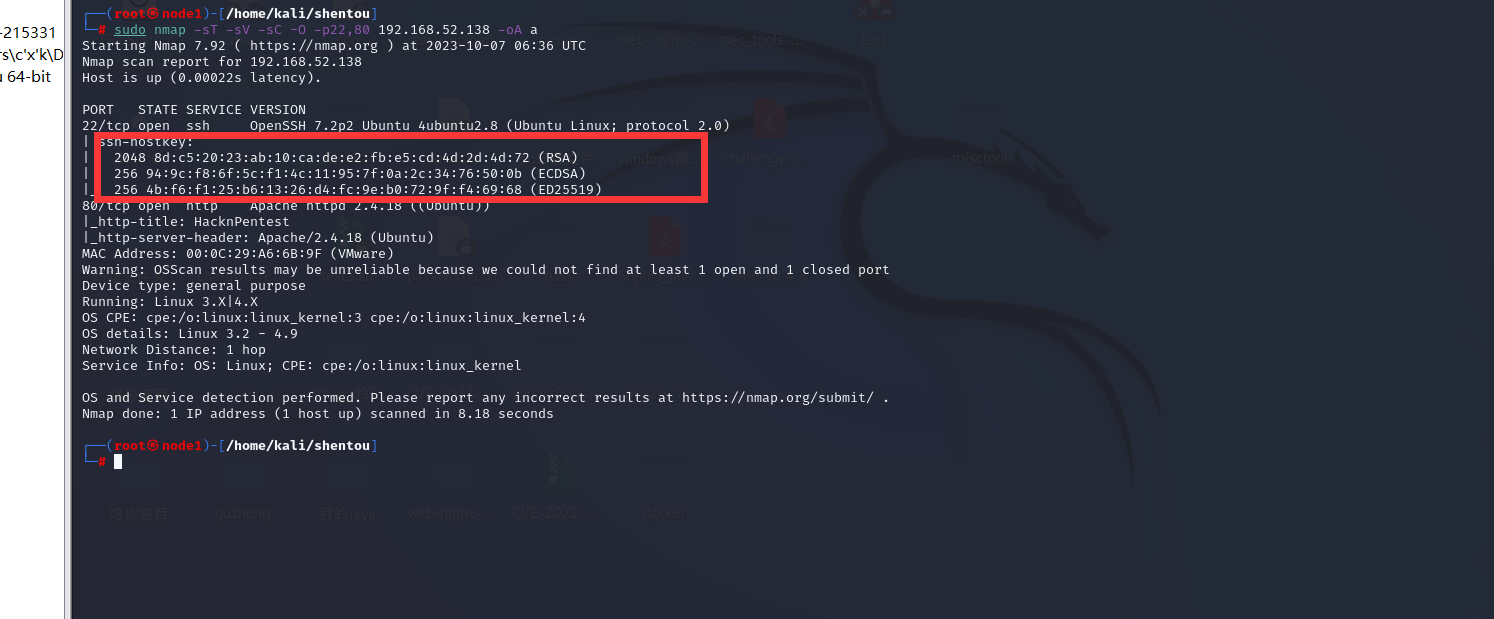 -215331
rs\c'x'k\D
u 64-bit
┌──(root㉿node1)-[/home/kali/shentou]
└─# sudo nmap -sT -sV -sC -O -p22,80 192.168.52.138 -oA a
Starting Nmap 7.92 ( https://nmap.org ) at 2023-10-07 06:36 UTC
Nmap scan report for 192.168.52.138
Host is up (0.00022s latency).
PORT   STATE SERVICE VERSION
22/tcp open  ssh     OpenSSH 7.2p2 Ubuntu 4ubuntu2.8 (Ubuntu Linux; protocol 2.0)
| ssh-hostkey:
|   2048 8d:c5:20:23:ab:10:ca:de:e2:fb:e5:cd:4d:2d:4d:72 (RSA)
|   256 94:9c:f8:6f:5c:f1:4c:11:95:7f:0a:2c:34:76:50:0b (ECDSA)
|_  256 4b:f6:f1:25:b6:13:26:d4:fc:9e:b0:72:9f:f4:69:68 (ED25519)
80/tcp open  http    Apache httpd 2.4.18 ((Ubuntu))
|_http-title: HacknPentest
|_http-server-header: Apache/2.4.18 (Ubuntu)
MAC Address: 00:0C:29:A6:6B:9F (VMware)
Warning: OSScan results may be unreliable because we could not find at least 1 open and 1 closed port
Device type: general purpose
Running: Linux 3.X|4.X
OS CPE: cpe:/o:linux:linux_kernel:3 cpe:/o:linux:linux_kernel:4
OS details: Linux 3.2 - 4.9
Network Distance: 1 hop
Service Info: OS: Linux; CPE: cpe:/o:linux:linux_kernel
OS and Service detection performed. Please report any incorrect results at https://nmap.org/submit/ .
Nmap done: 1 IP address (1 host up) scanned in 8.18 seconds
┌──(root㉿node1)-[/home/kali/shentou]
└─#
web-nginx-... sec_tools-... test
challenge-... misctool
培训题目 quzheng 我的java web-nginx-... CVE-2022-... docker